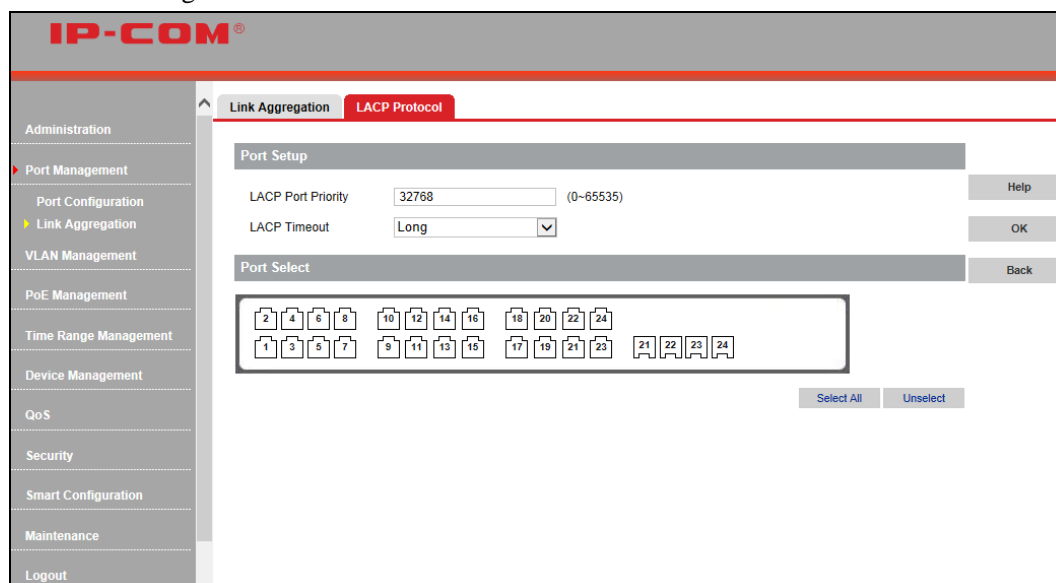 IP-COM®
Link Aggregation LACP Protocol
Administration
Port Management
Port Configuration
Link Aggregation
VLAN Management
PoE Management
Time Range Management
Device Management
QoS
Security
Smart Configuration
Maintenance
Logout
Port Setup
LACP Port Priority 32768 (0~65535)
LACP Timeout Long
Port Select
2 4 6 8 10 12 14 16 18 20 22 24
1 3 5 7 9 11 13 15 17 19 21 23 21 22 23 24
Select All Unselect
Help
OK
Back